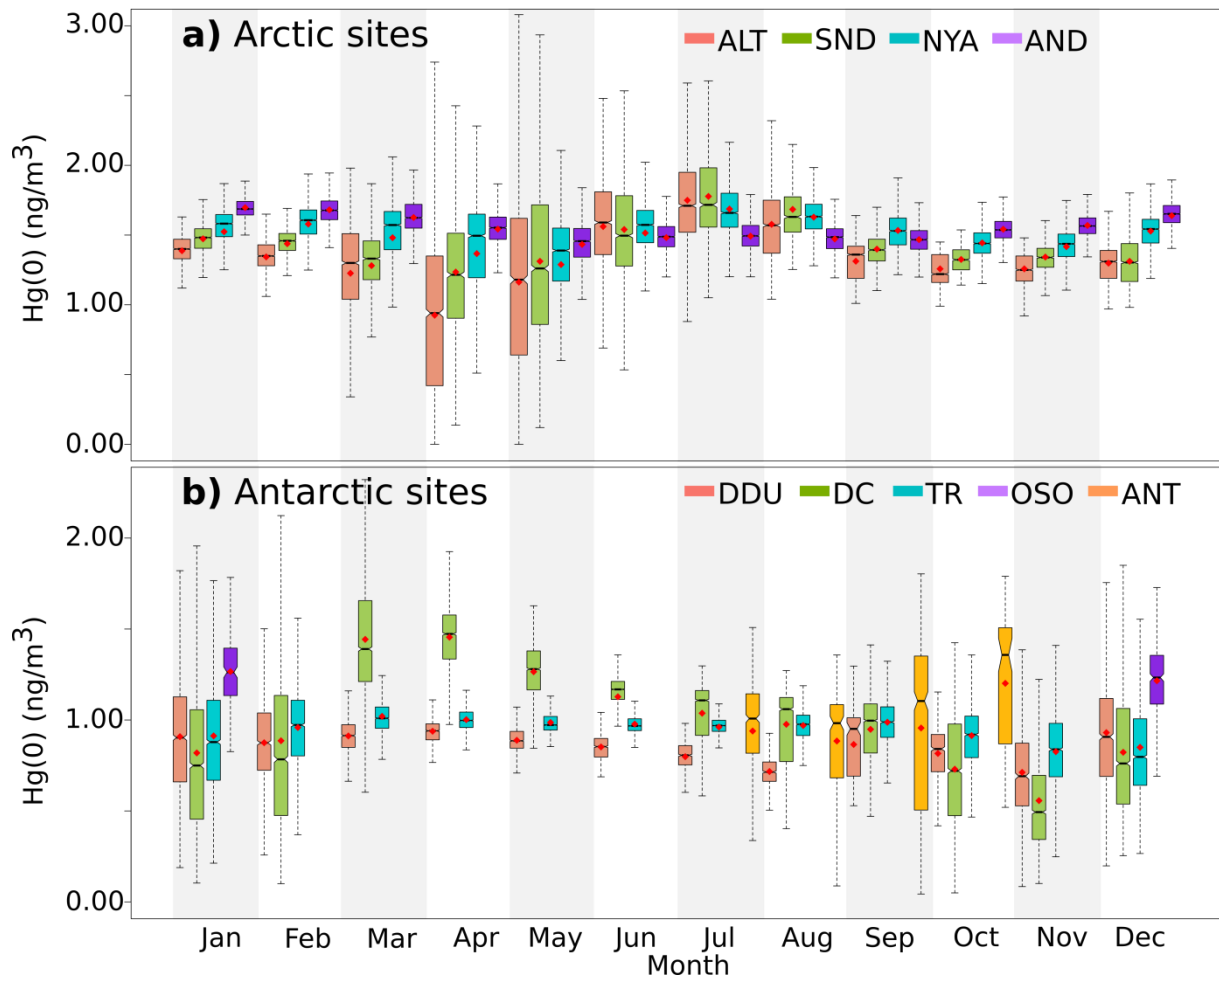 a) Arctic sites
ALT SND NYA AND
Hg(0) (ng/m³)
3.00
2.00
1.00
0.00
b) Antarctic sites
DDU DC TR OSO ANT
Hg(0) (ng/m³)
2.00
1.00
0.00
Jan Feb Mar Apr May Jun Jul Aug Sep Oct Nov Dec
Month